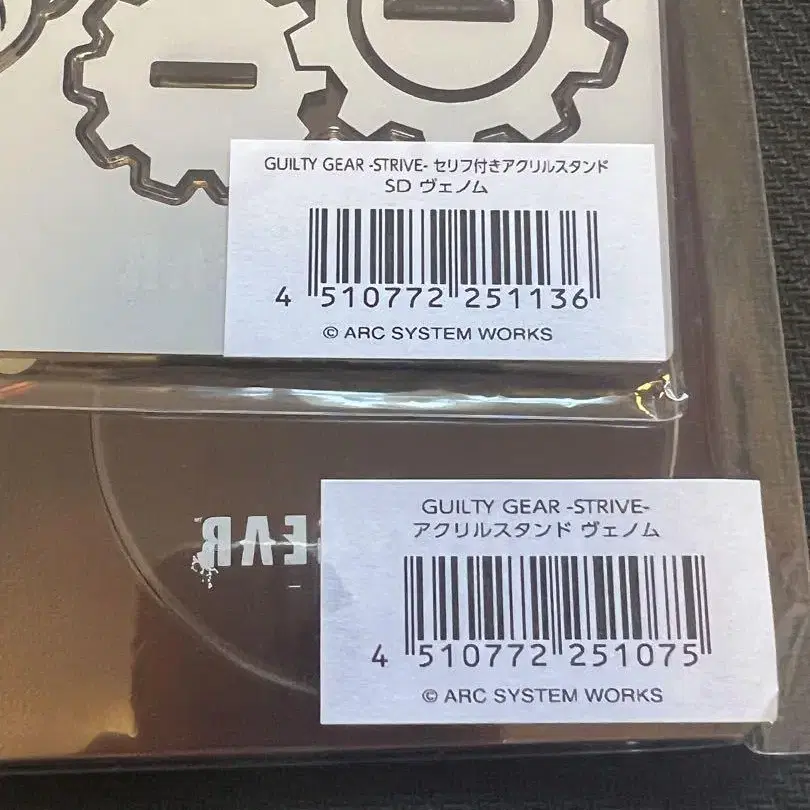 GUILTY GEAR -STRIVE- セリフ付きアクリルスタンド
SD ヴェノム
4 510772 251136
© ARC SYSTEM WORKS
GUILTY GEAR -STRIVE-
アクリルスタンド ヴェノム
4 510772 251075
© ARC SYSTEM WORKS
EAR